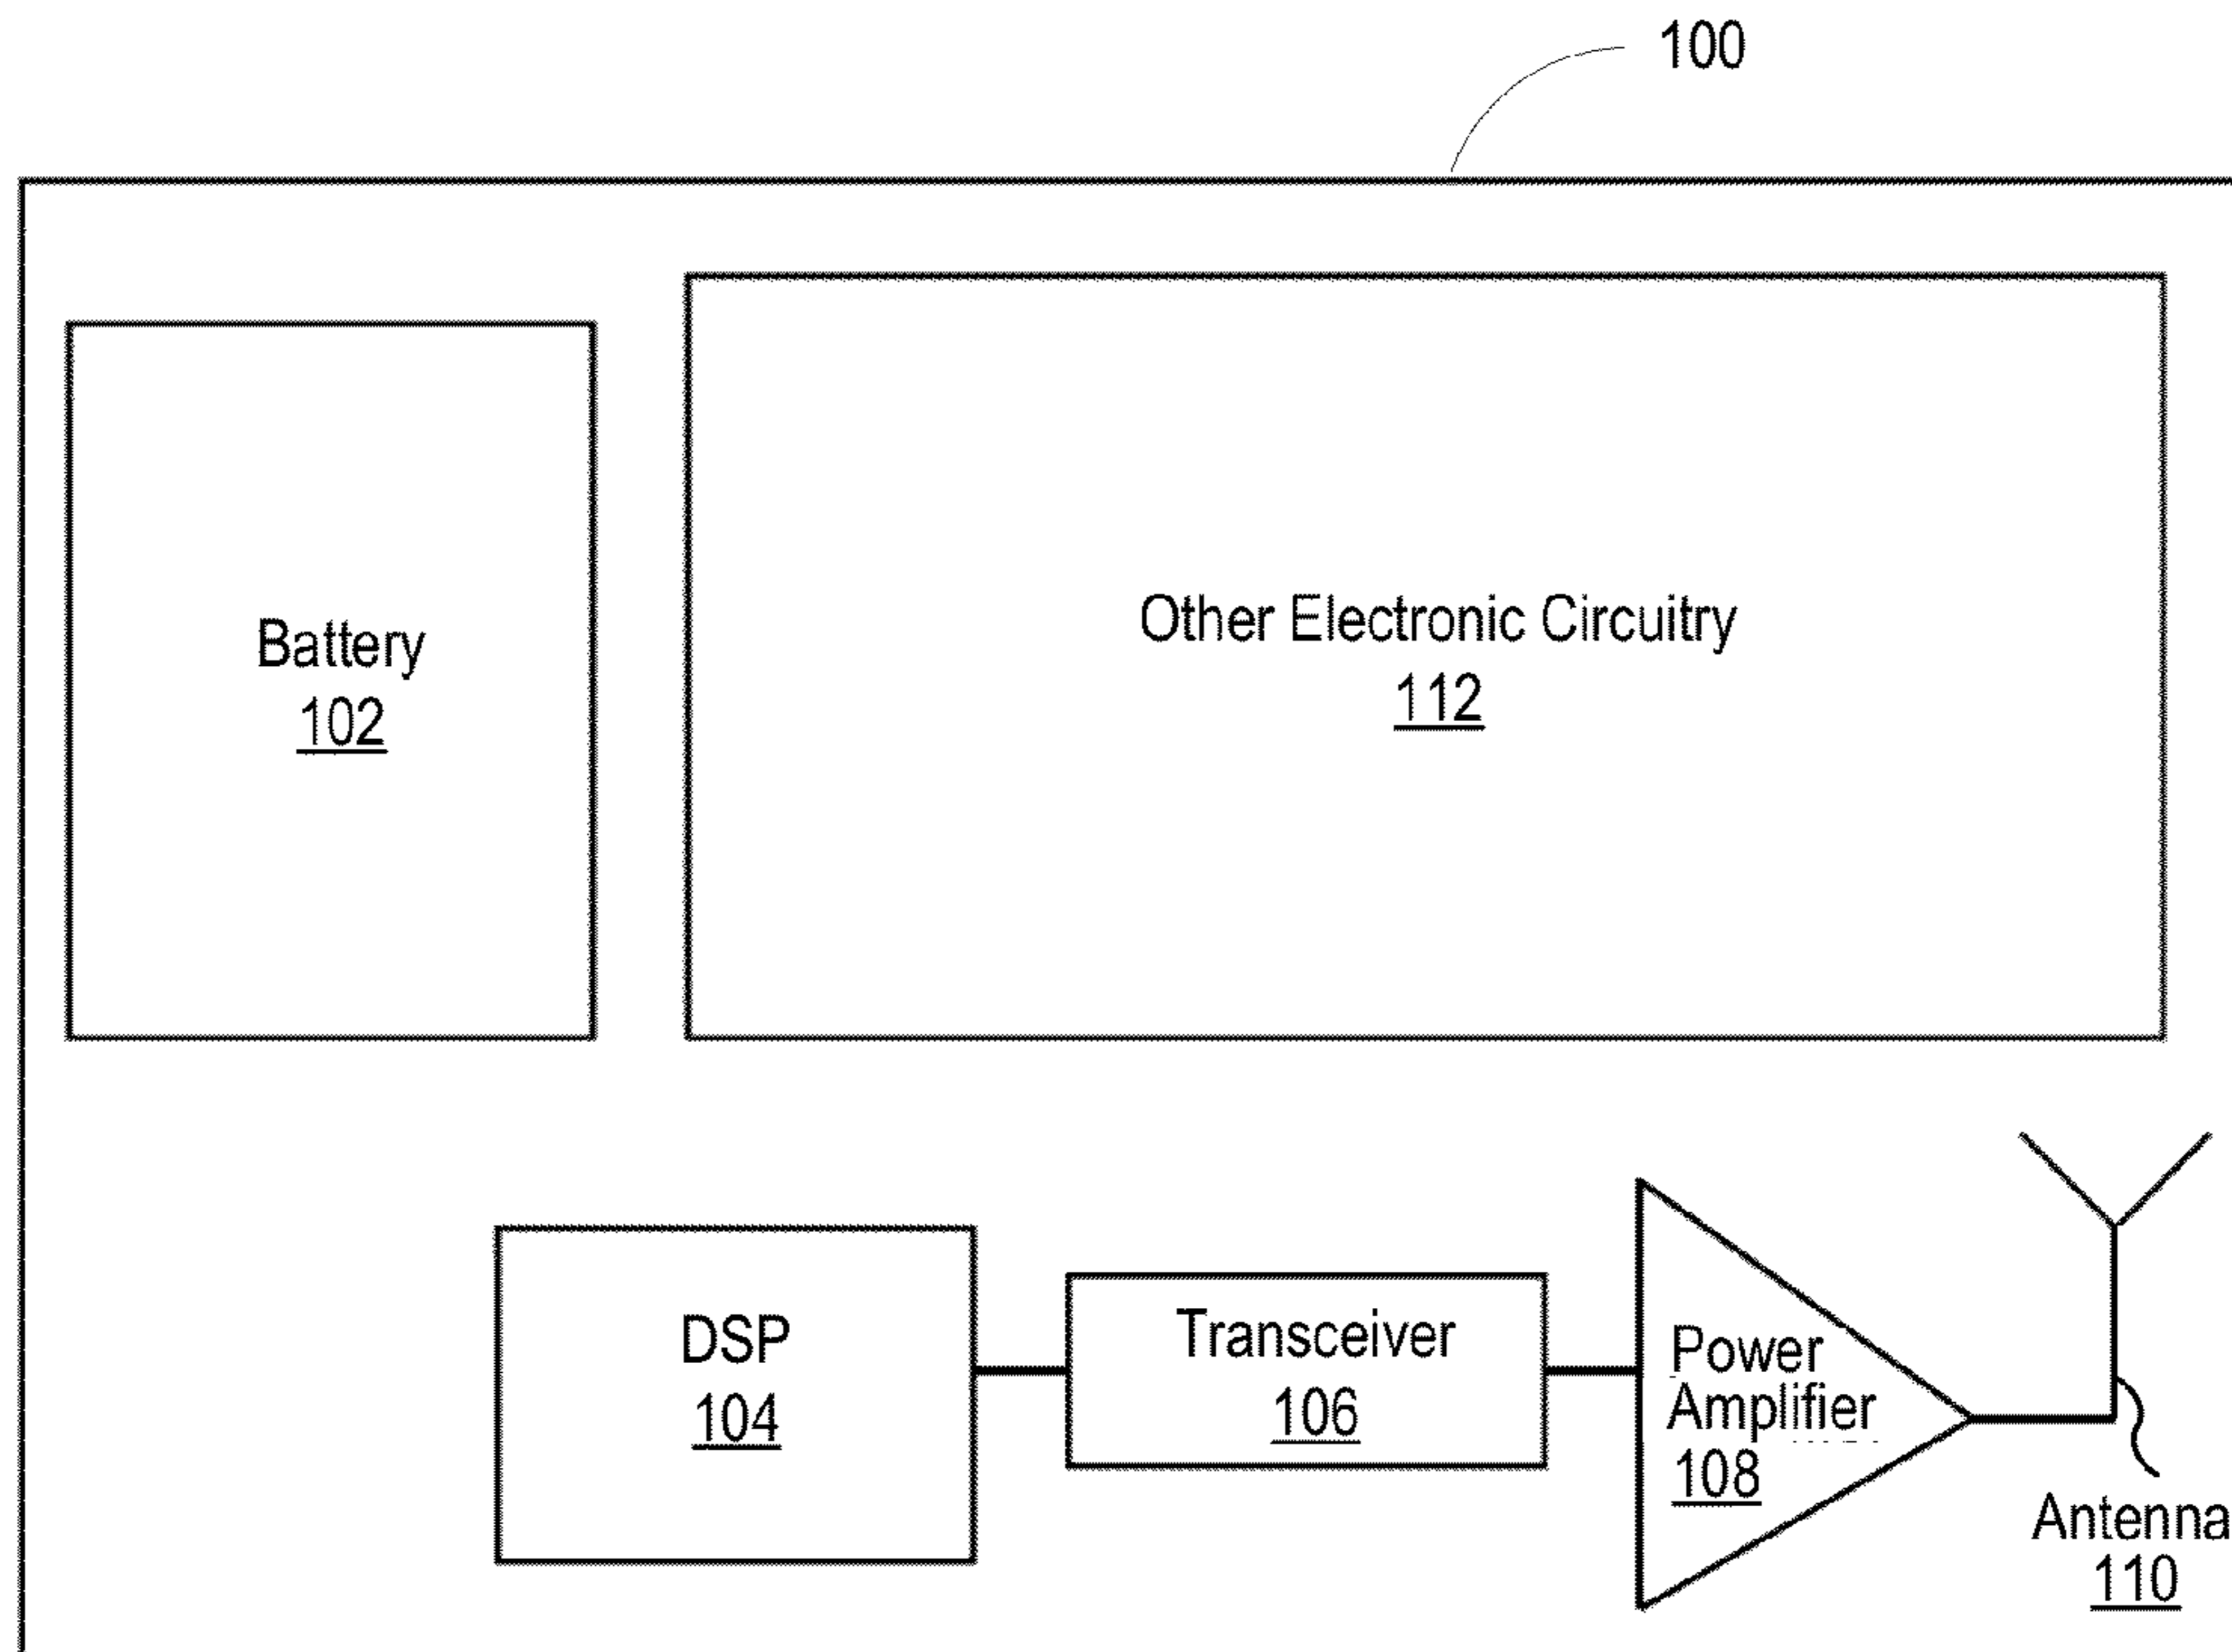 100
Battery
102
Other Electronic Circuitry
112
DSP
104
Transceiver
106
Power
Amplifier
108
Antenna
110